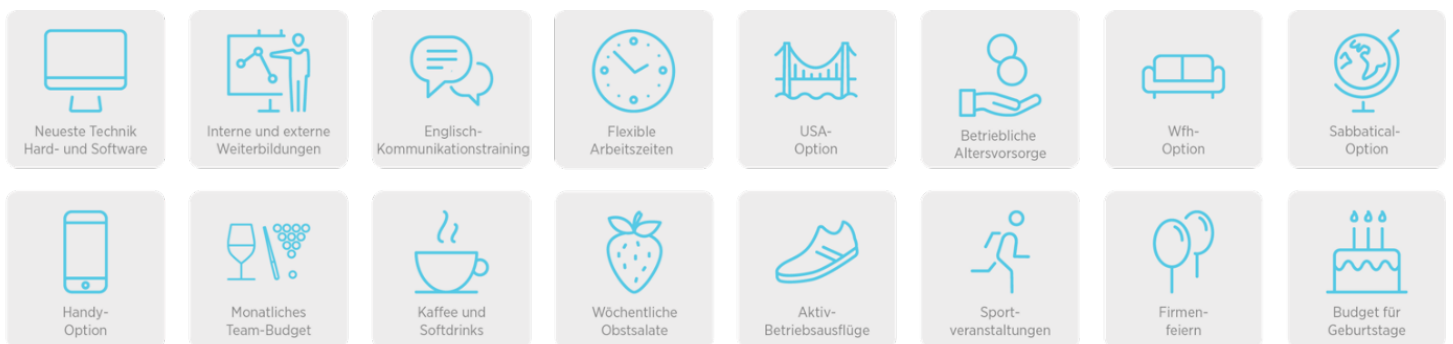 Neueste Technik
Hard- und Software
Interne und externe
Weiterbildungen
Englisch-
Kommunikationstraining
Flexible
Arbeitszeiten
USA-
Option
Betriebliche
Altersvorsorge
Wfh-
Option
Sabbatical-
Option
Handy-
Option
Monatliches
Team-Budget
Kaffee und
Softdrinks
Wöchentliche
Obstsalate
Aktiv-
Betriebsausflüge
Sport-
veranstaltungen
Firmen-
feiern
Budget für
Geburtstage